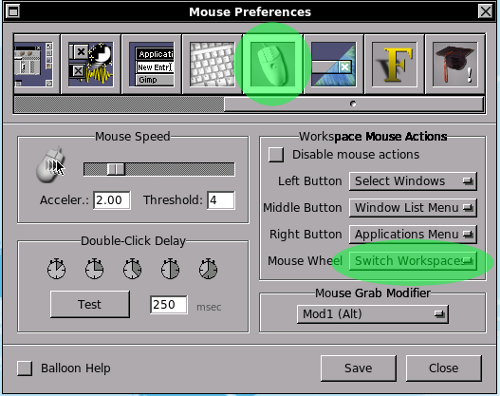 Mouse Preferences
Applicati
New Entr
Gimp
F
Mouse Speed
Acceler.: 2.00 Threshold: 4
Double-Click Delay
Test 250 msec
Workspace Mouse Actions
Disable mouse actions
Left Button Select Windows
Middle Button Window List Menu
Right Button Applications Menu
Mouse Wheel Switch Workspaces
Mouse Grab Modifier
Mod1 (Alt)
Balloon Help
Save Close